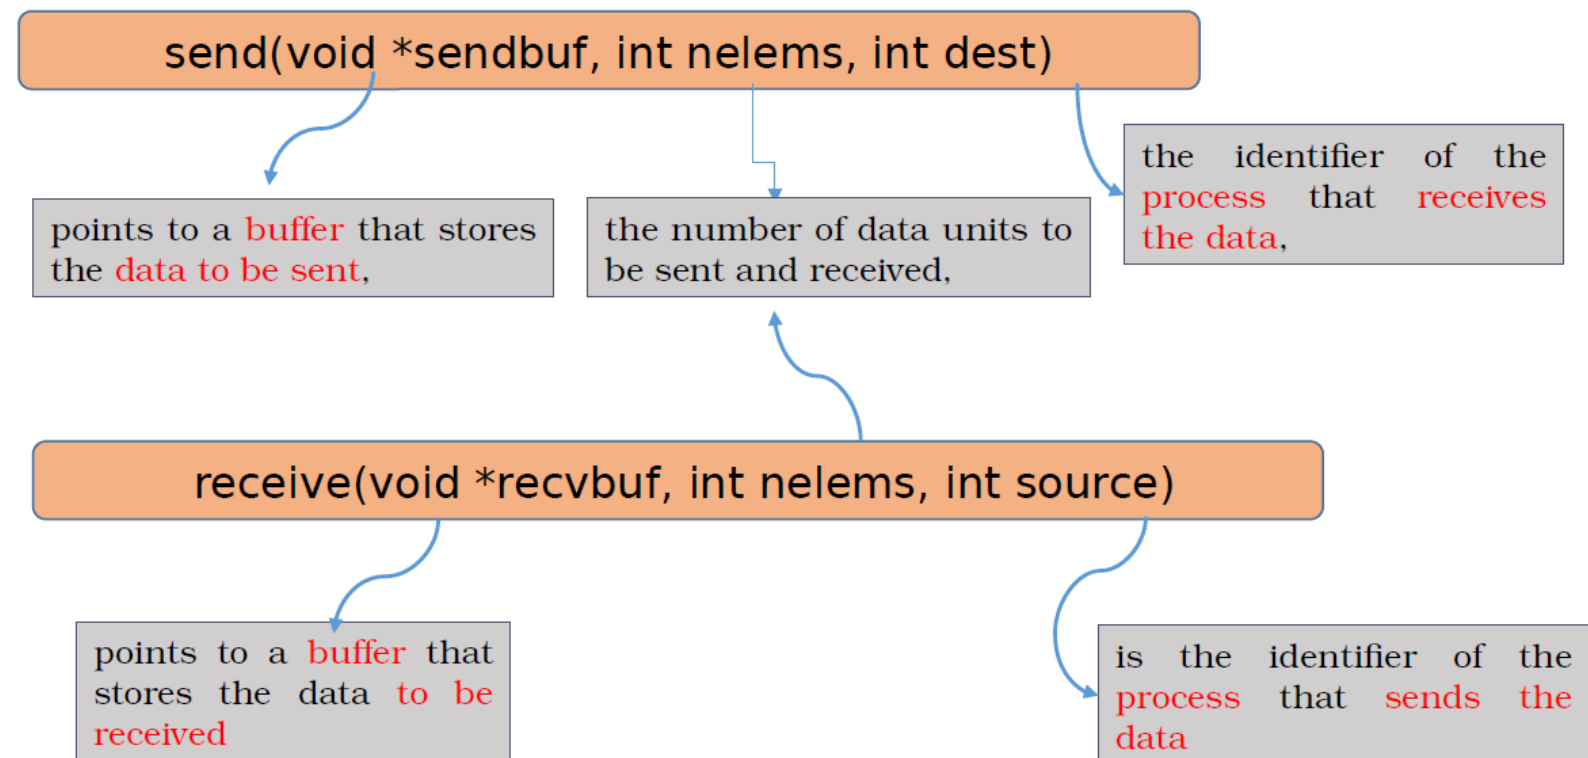 send(void *sendbuf, int nelems, int dest)
points to a buffer that stores
the data to be sent,
the number of data units to
be sent and received,
the identifier of the
process that receives
the data,
receive(void *recvbuf, int nelems, int source)
points to a buffer that
stores the data to be
received
is the identifier of the
process that sends the
data